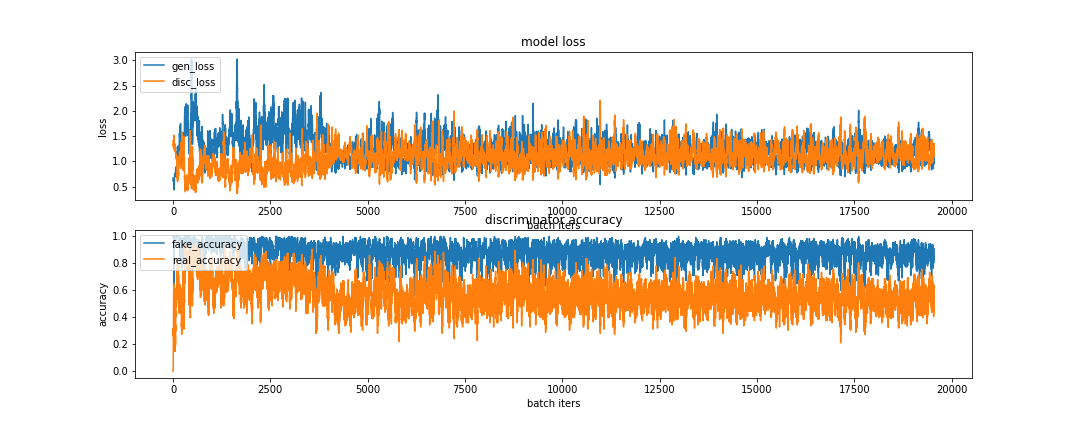 model loss
gen_loss
disc_loss
loss
3.0
2.5
2.0
1.5
1.0
0.5
0 2500 5000 7500 10000 12500 15000 17500 20000
batch iters
discriminator accuracy
fake_accuracy
real_accuracy
accuracy
1.0
0.8
0.6
0.4
0.2
0.0
0 2500 5000 7500 10000 12500 15000 17500 20000
batch iters